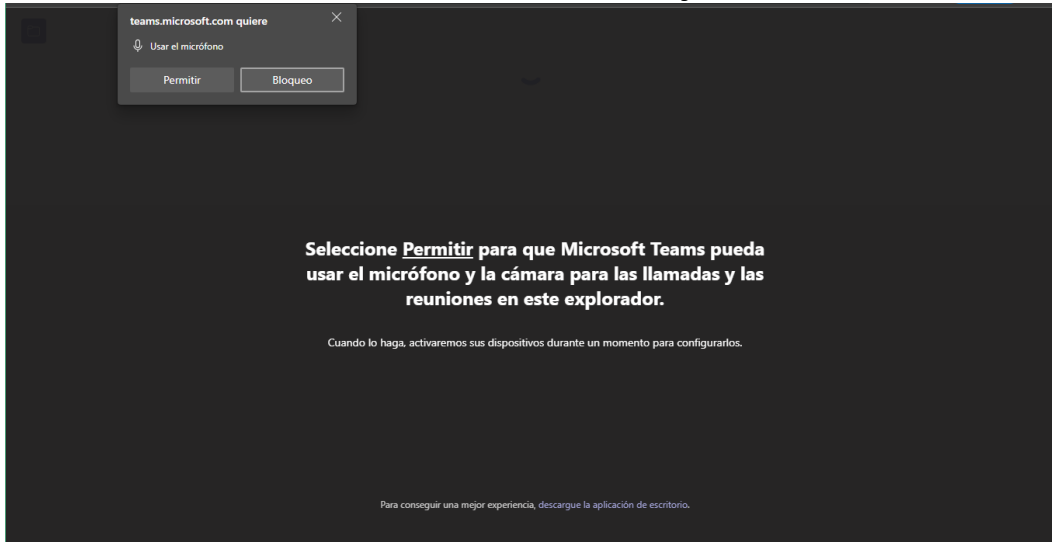 teams.microsoft.com quiere
Usar el micrófono
Permitir Bloqueo
Seleccione Permitir para que Microsoft Teams pueda
usar el micrófono y la cámara para las llamadas y las
reuniones en este explorador.
Cuando lo haga, activaremos sus dispositivos durante un momento para configurarlos.
Para conseguir una mejor experiencia, descargue la aplicación de escritorio.